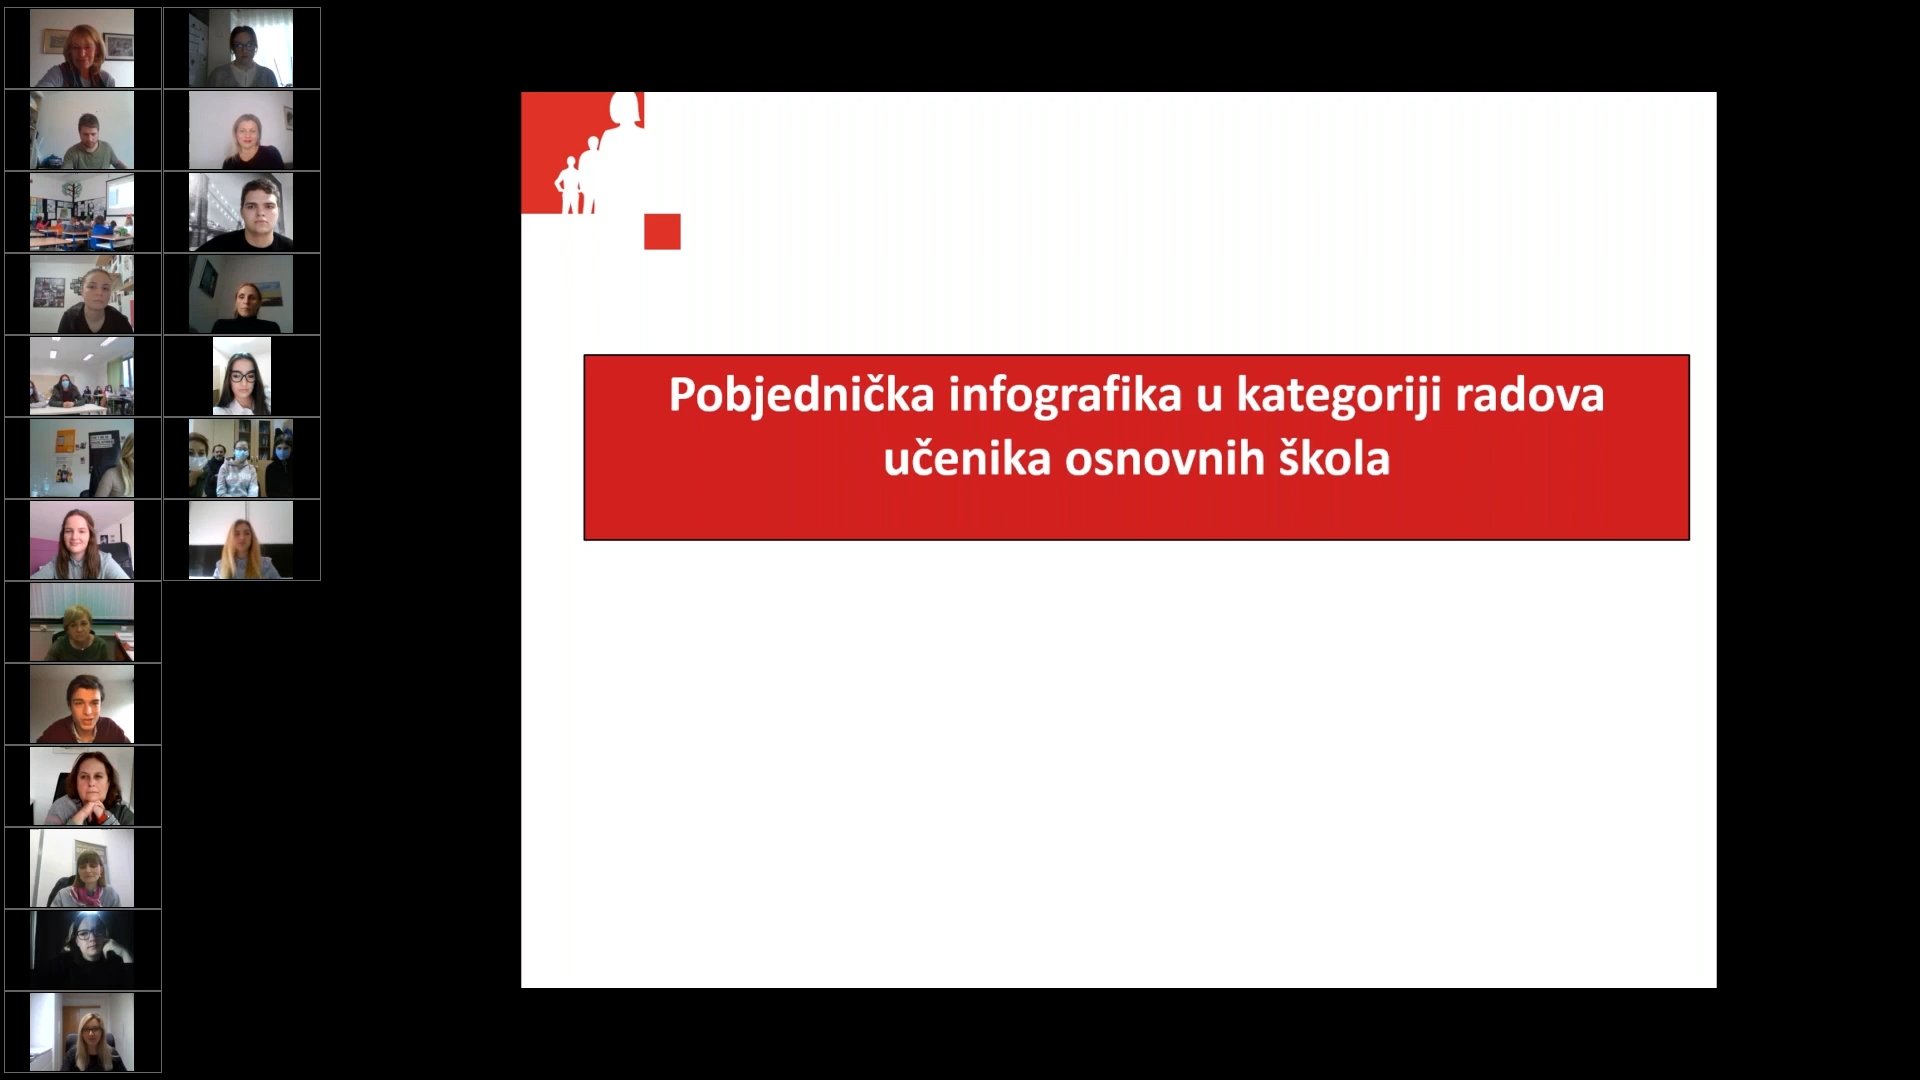 Pobjednička infografika u kategoriji radova
učenika osnovnih škola